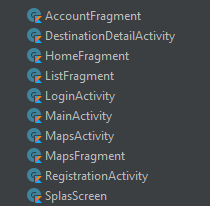 AccountFragment
DestinationDetailActivity
HomeFragment
ListFragment
LoginActivity
MainActivity
MapsActivity
MapsFragment
RegistrationActivity
SplasScreen